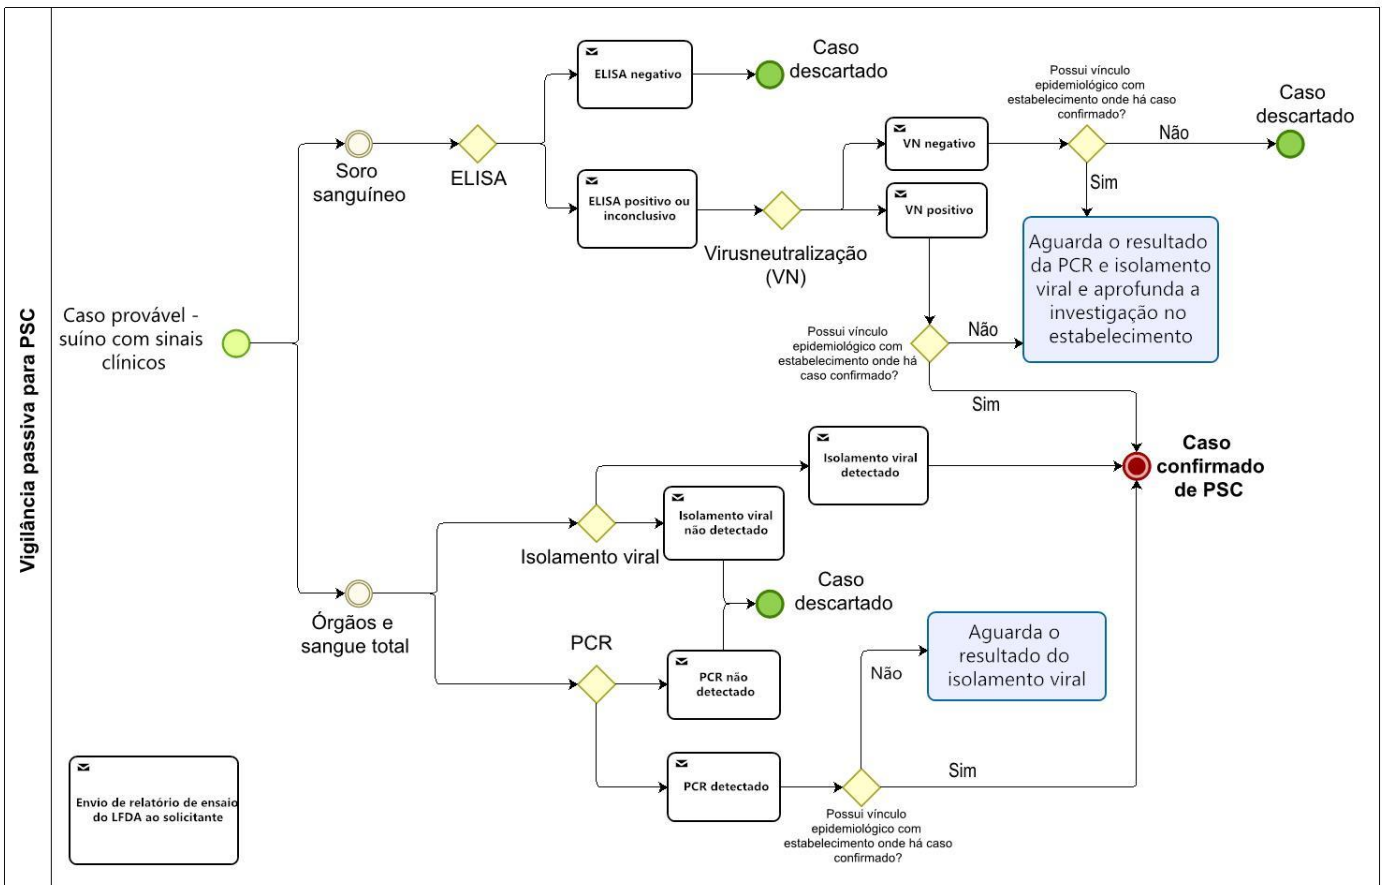 Vigilância passiva para PSC
Caso provável -
suíno com sinais
clínicos
Soro
sanguíneo
ELISA
ELISA negativo
Caso
descartado
ELISA positivo ou
inconclusivo
Virusneutralização
(VN)
VN negativo
VN positivo
Possui vínculo
epidemiológico com
estabelecimento onde há caso
confirmado?
Não
Caso
descartado
Sim
Aguarda o resultado
da PCR e isolamento
viral e aprofunda a
investigação no
estabelecimento
Possui vínculo
epidemiológico com
estabelecimento onde há
caso confirmado?
Não
Sim
Caso
confirmado
de PSC
Órgãos e
sangue total
Isolamento viral
Isolamento viral
detectado
Isolamento viral
não detectado
Caso
descartado
PCR
PCR não
detectado
PCR detectado
Possui vínculo
epidemiológico com
estabelecimento onde há caso
confirmado?
Não
Aguarda o
resultado do
isolamento viral
Sim
Envio de relatório de ensaio
do LFDA ao solicitante